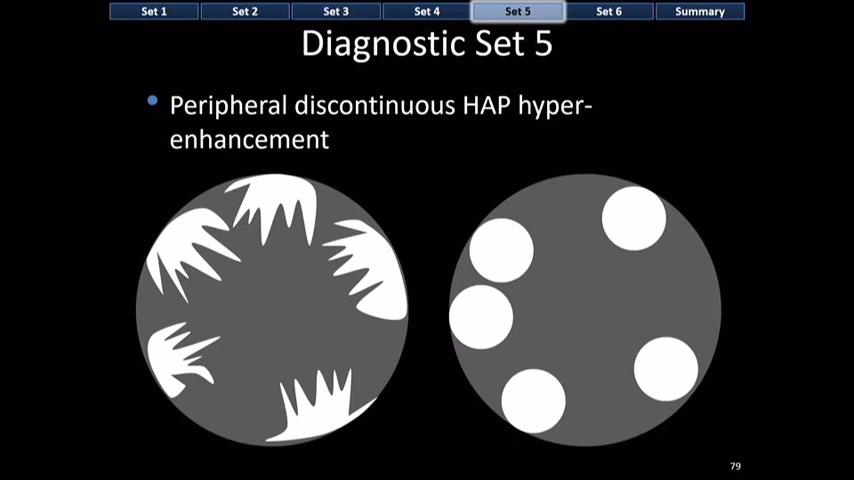 Set 1 Set 2 Set 3 Set 4 Set 5 Set 6 Summary
Diagnostic Set 5
• Peripheral discontinuous HAP hyper-
enhancement
79